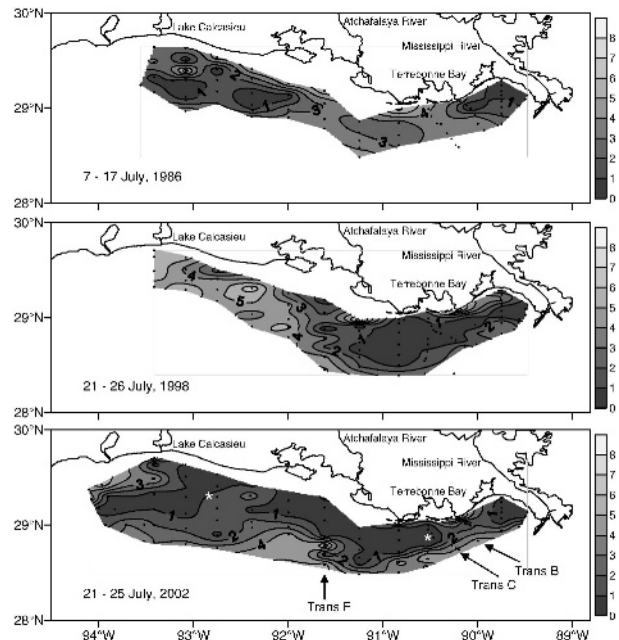 30°N
Atchafalaya River
Lake Calcasieu
Mississippi River
Terrebonne Bay
29°N
28°N
7 - 17 July, 1986
8
7
6
5
4
3
2
1
0
30°N
Lake Calcasieu
Atchafalaya River
Mississippi River
Terrebonne Bay
29°N
28°N
21 - 26 July, 1998
8
7
6
5
4
3
2
1
0
30°N
Lake Calcasieu
Atchafalaya River
Mississippi River
Terrebonne Bay
29°N
28°N
21 - 25 July, 2002
Trans F
Trans C
Trans B
8
7
6
5
4
3
2
1
0
94°W 93°W 92°W 91°W 90°W 89°W